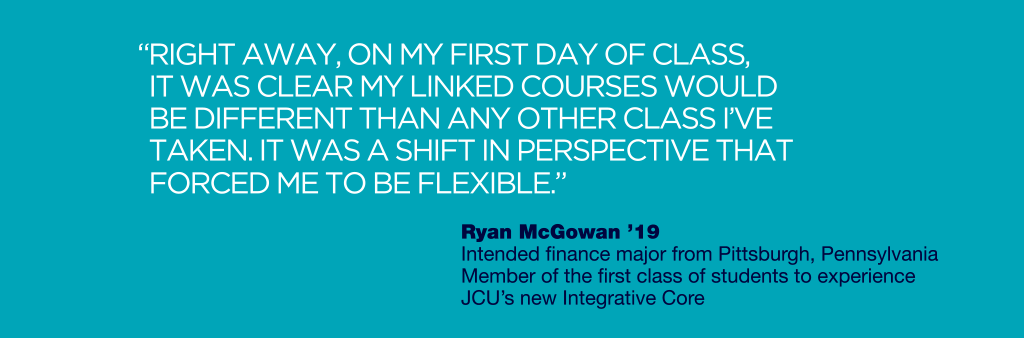 “RIGHT AWAY, ON MY FIRST DAY OF CLASS,
IT WAS CLEAR MY LINKED COURSES WOULD
BE DIFFERENT THAN ANY OTHER CLASS I’VE
TAKEN. IT WAS A SHIFT IN PERSPECTIVE THAT
FORCED ME TO BE FLEXIBLE.”
Ryan McGowan ’19
Intended finance major from Pittsburgh, Pennsylvania
Member of the first class of students to experience
JCU’s new Integrative Core